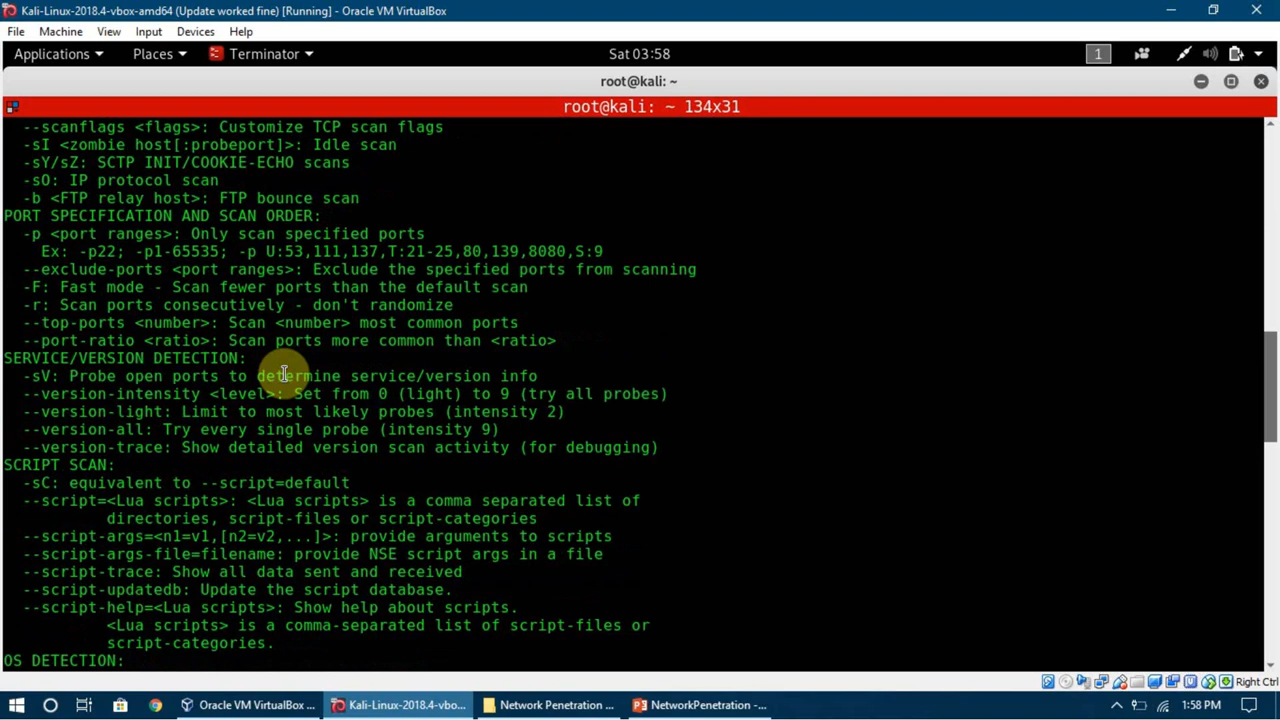 Kali-Linux-2018.4-vbox-amd64 (Update worked fine) [Running] - Oracle VM VirtualBox
File Machine View Input Devices Help
Applications Places Terminator Sat 03:58 1
root@kali: ~
root@kali: ~ 134x31
--scanflags <flags>: Customize TCP scan flags
-sI <zombie host[:probeport]>: Idle scan
-sY/sZ: SCTP INIT/COOKIE-ECHO scans
-sO: IP protocol scan
-b <FTP relay host>: FTP bounce scan
PORT SPECIFICATION AND SCAN ORDER:
-p <port ranges>: Only scan specified ports
Ex: -p22; -p1-65535; -p U:53,111,137,T:21-25,80,139,8080,S:9
--exclude-ports <port ranges>: Exclude the specified ports from scanning
-F: Fast mode - Scan fewer ports than the default scan
-r: Scan ports consecutively - don't randomize
--top-ports <number>: Scan <number> most common ports
--port-ratio <ratio>: Scan ports more common than <ratio>
SERVICE/VERSION DETECTION:
-sV: Probe open ports to determine service/version info
--version-intensity <level>: Set from 0 (light) to 9 (try all probes)
--version-light: Limit to most likely probes (intensity 2)
--version-all: Try every single probe (intensity 9)
--version-trace: Show detailed version scan activity (for debugging)
SCRIPT SCAN:
-sC: equivalent to --script=default
--script=<Lua scripts>: <Lua scripts> is a comma separated list of
directories, script-files or script-categories
--script-args=<n1=v1,[n2=v2,...]>: provide arguments to scripts
--script-args-file=filename: provide NSE script args in a file
--script-trace: Show all data sent and received
--script-updatedb: Update the script database.
--script-help=<Lua scripts>: Show help about scripts.
<Lua scripts> is a comma-separated list of script-files or
script-categories.
OS DETECTION:
Right Ctrl
Oracle VM VirtualBox ... Kali-Linux-2018.4-vbo... Network Penetration ... NetworkPenetration -... 1:58 PM